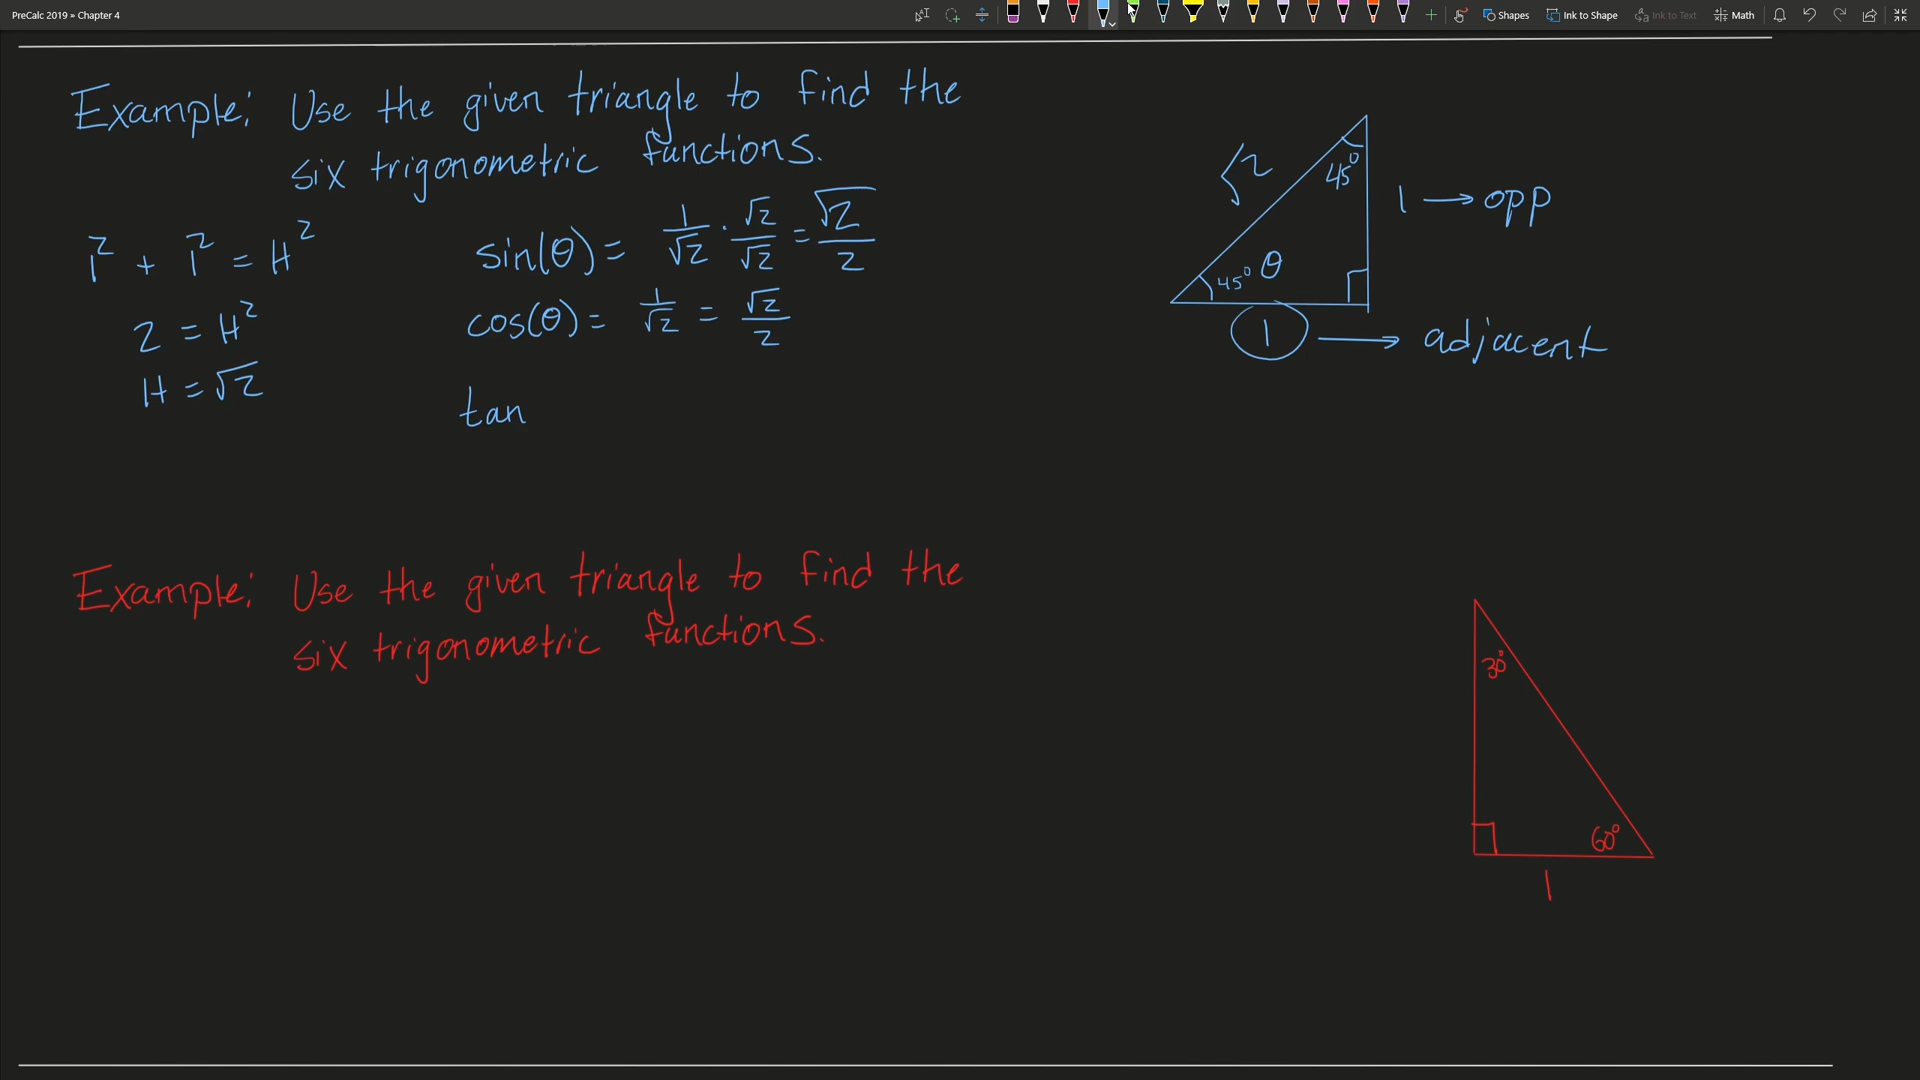 PreCalc 2019 » Chapter 4
Shapes
Ink to Shape
Ink to Text
Math
Example: Use the given triangle to find the
six trigonometric functions.
1² + 1² = H²
2 = H²
H = √2
sin(θ) = 1/√2 · √2/√2 = √2/2
cos(θ) = 1/√2 = √2/2
tan
√2
45°
1 → opp
45° θ
1 → adjacent
Example: Use the given triangle to find the
six trigonometric functions.
30°
60°
1